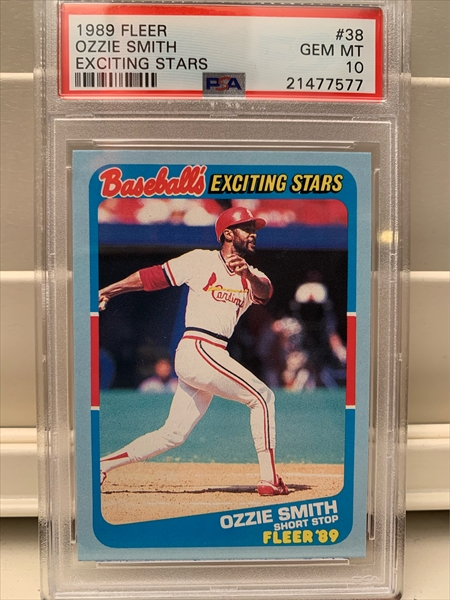 1989 FLEER #38
OZZIE SMITH GEM MT
EXCITING STARS 10
PSA 21477577
Baseball's EXCITING STARS
Cardinals
OZZIE SMITH
SHORT STOP
FLEER '89